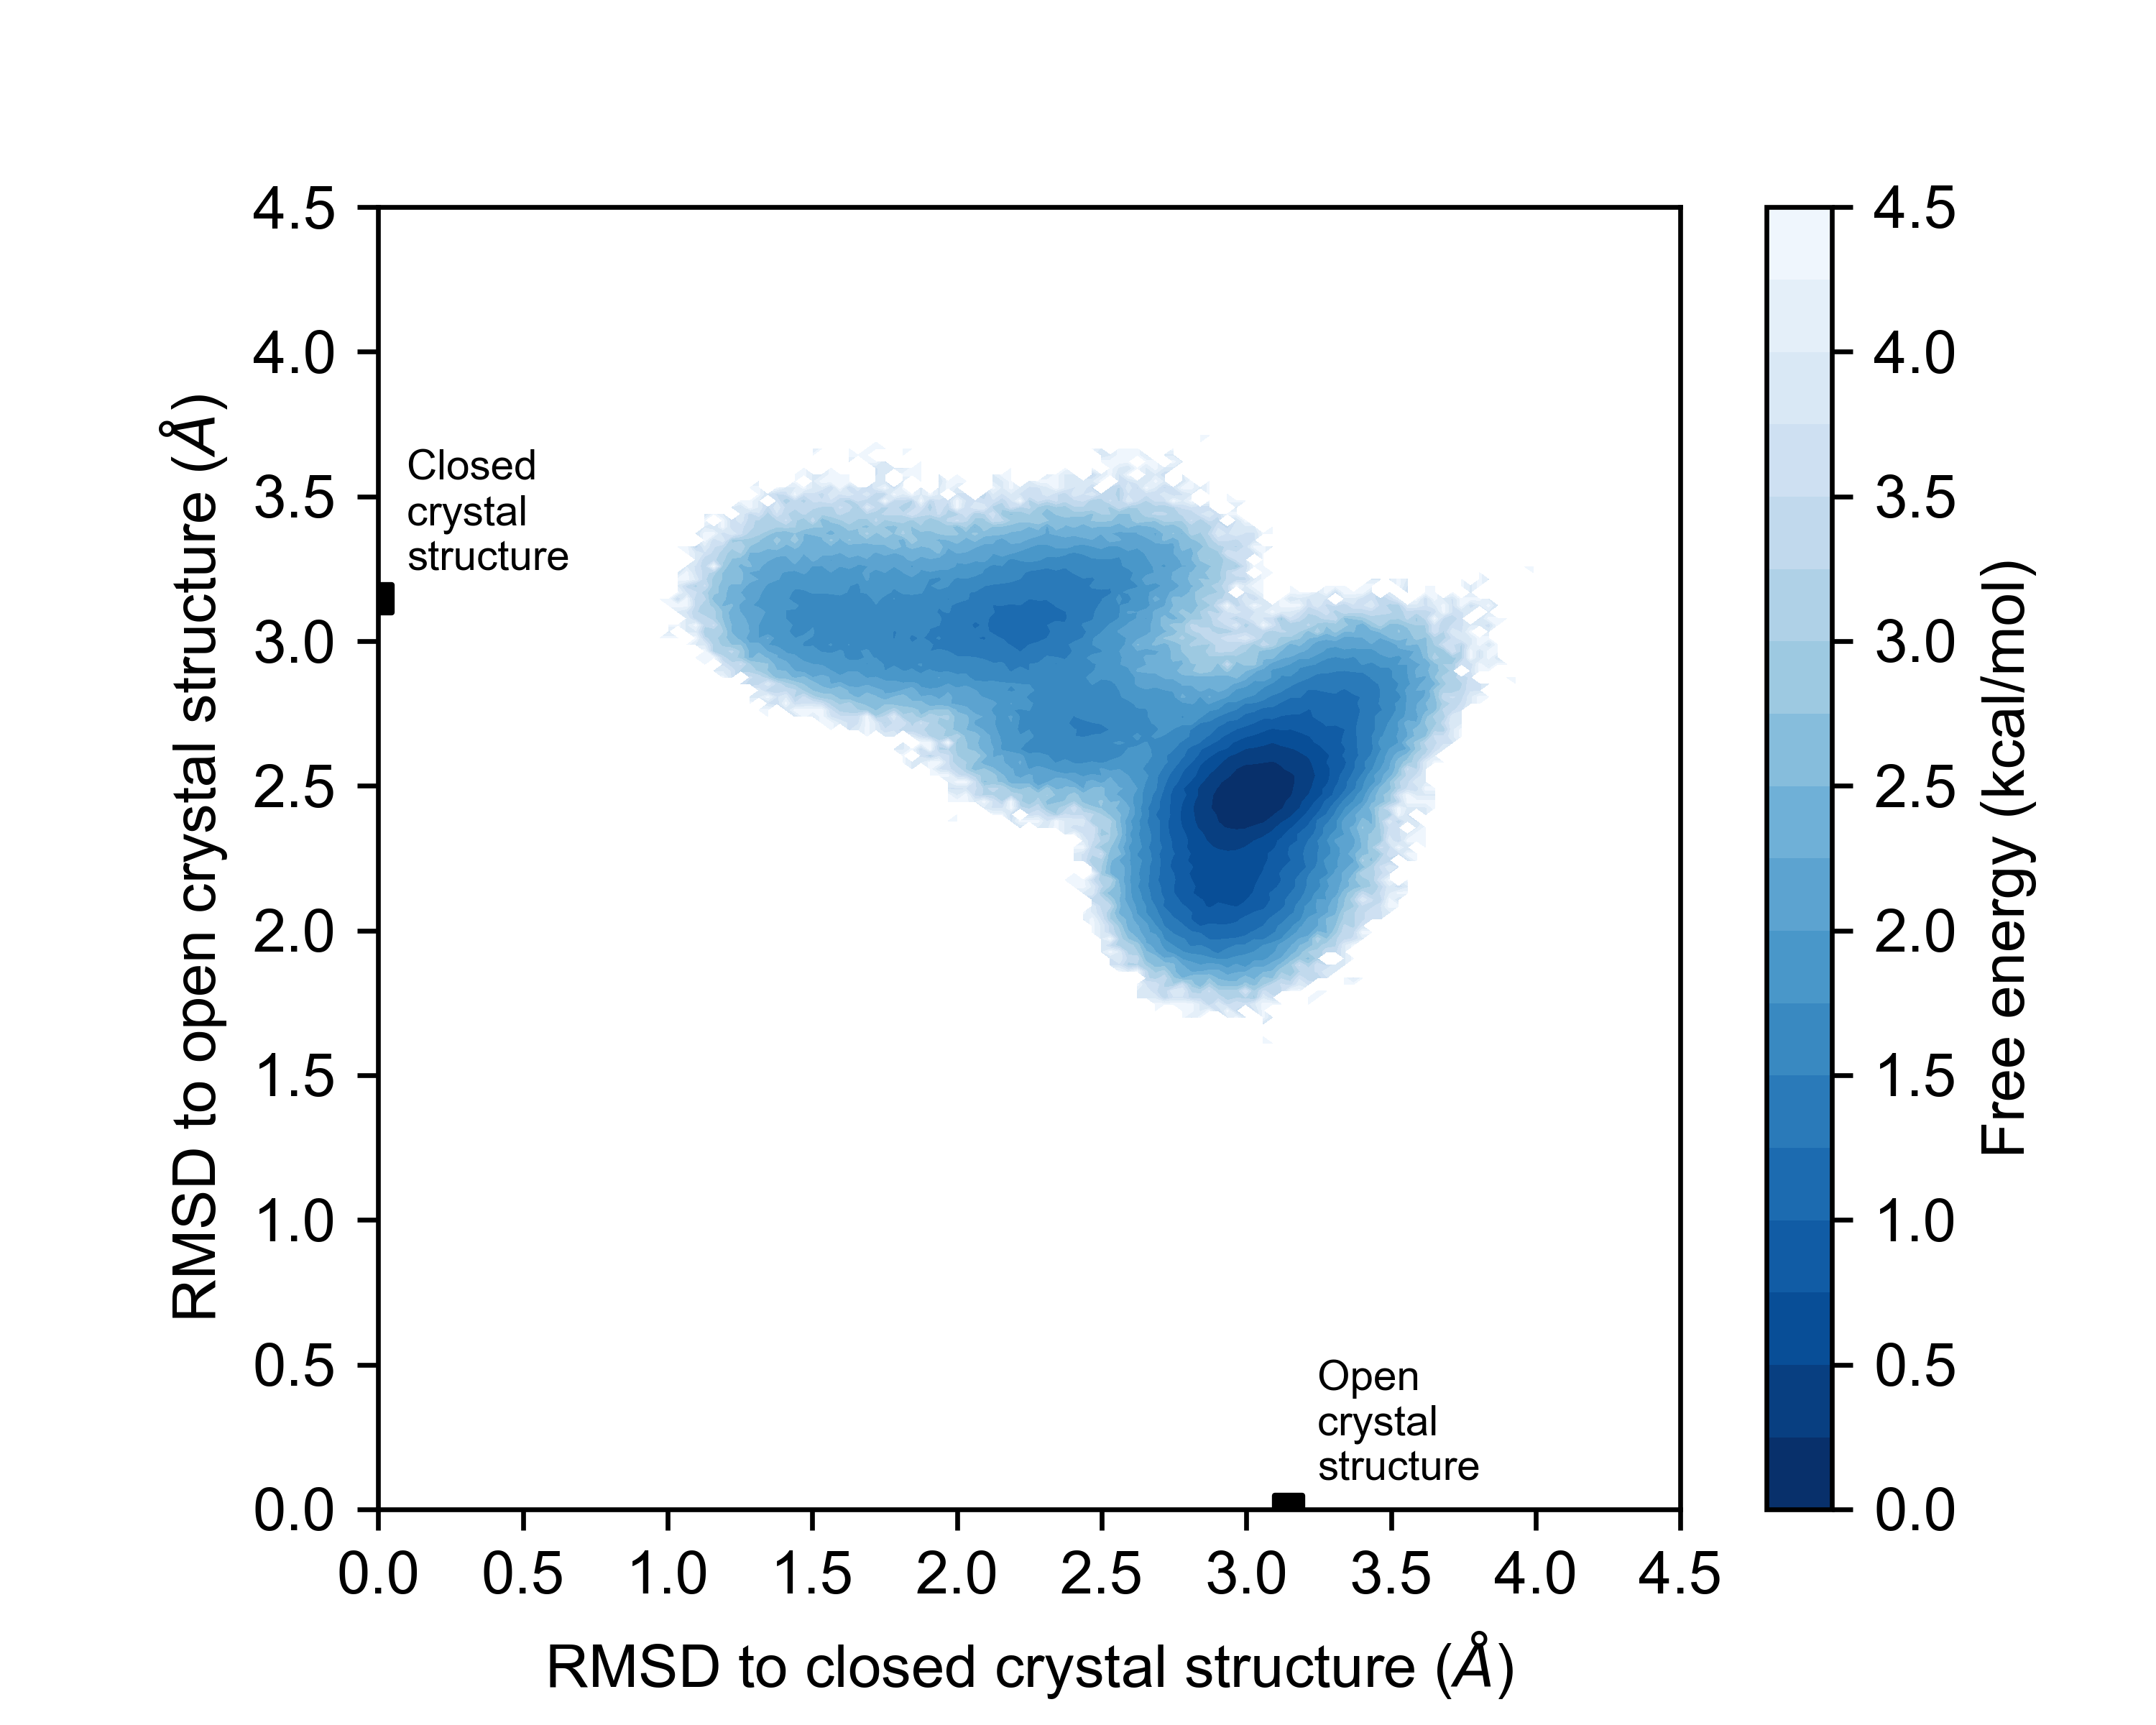 4.5
4.0
3.5
3.0
2.5
2.0
1.5
1.0
0.5
0.0
RMSD to open crystal structure (Å)
Closed
crystal
structure
Open
crystal
structure
0.0 0.5 1.0 1.5 2.0 2.5 3.0 3.5 4.0 4.5
RMSD to closed crystal structure (Å)
4.5
4.0
3.5
3.0
2.5
2.0
1.5
1.0
0.5
0.0
Free energy (kcal/mol)